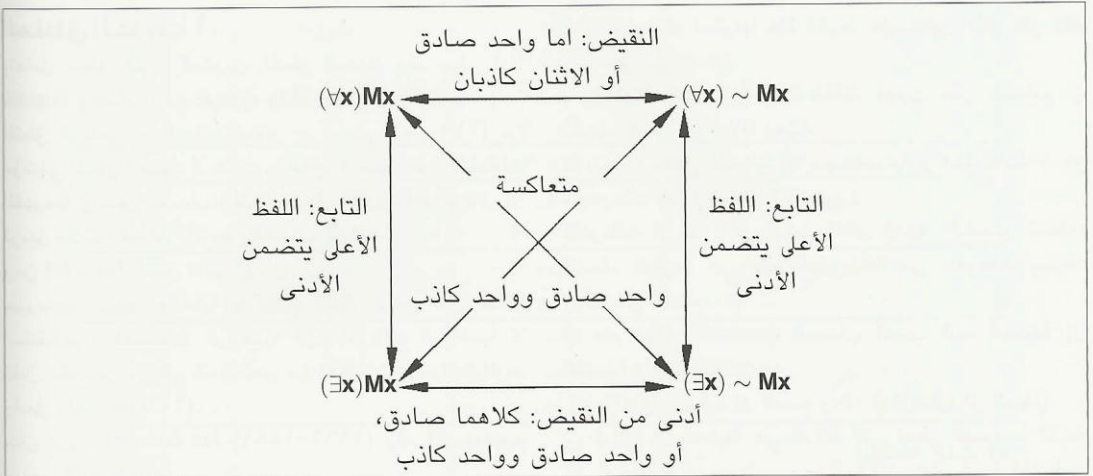 النقيض: اما واحد صادق
أو الاثنان كاذبان
(∀x)Mx
(∀x) ~ Mx
متعاكسة
التابع: اللفظ
الأعلى يتضمن
الأدنى
التابع: اللفظ
الأعلى يتضمن
الأدنى
واحد صادق وواحد كاذب
(∃x)Mx
(∃x) ~ Mx
أدنى من النقيض: كلاهما صادق،
أو واحد صادق وواحد كاذب